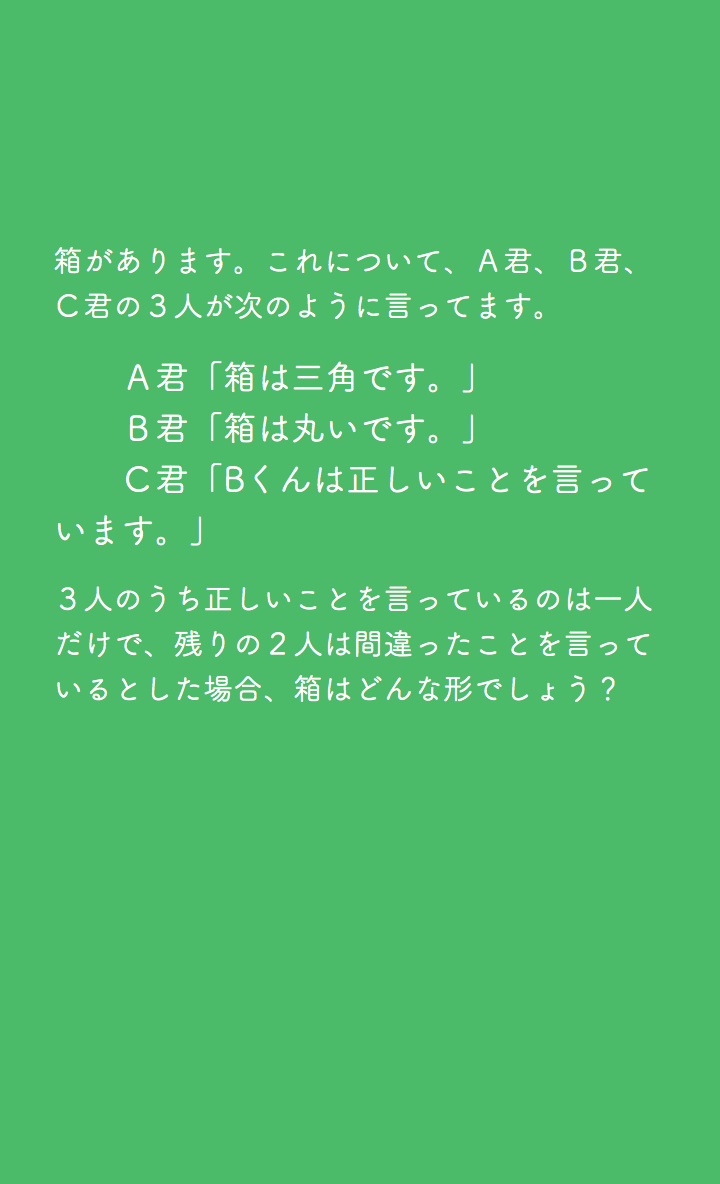 箱があります。これについて、Ａ君、Ｂ君、
Ｃ君の３人が次のように言ってます。
Ａ君「箱は三角です。」
Ｂ君「箱は丸いです。」
Ｃ君「Bくんは正しいことを言って
います。」
３人のうち正しいことを言っているのは一人
だけで、残りの２人は間違ったことを言って
いるとした場合、箱はどんな形でしょう？